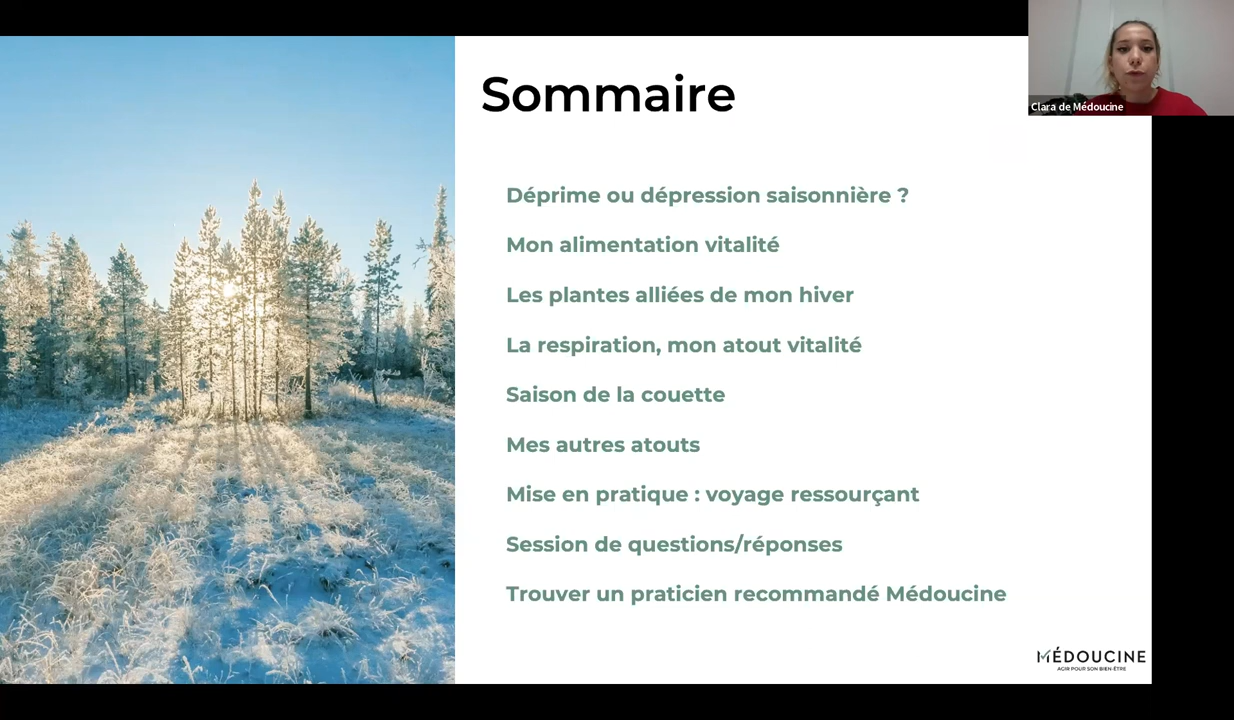 Sommaire
Clara de Médoucine
Déprime ou dépression saisonnière ?
Mon alimentation vitalité
Les plantes alliées de mon hiver
La respiration, mon atout vitalité
Saison de la couette
Mes autres atouts
Mise en pratique : voyage ressourçant
Session de questions/réponses
Trouver un praticien recommandé Médoucine
MÉDOUCINE
AGIR POUR SON BIEN-ÊTRE